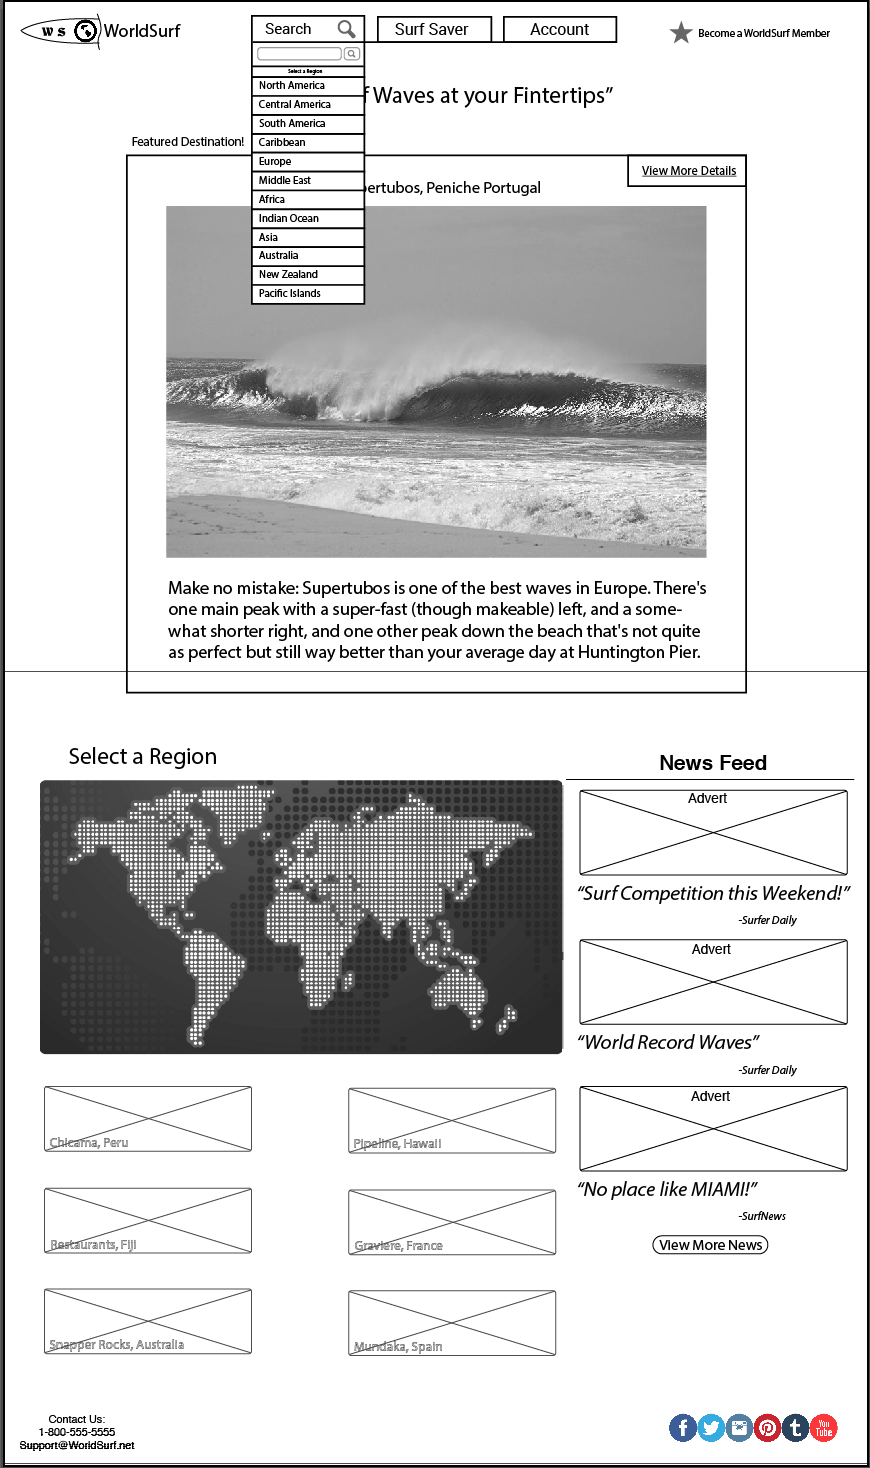 W S WorldSurf
Search
Surf Saver
Account
Become a WorldSurf Member
Select a Region
North America
Central America
South America
Caribbean
Europe
Middle East
Africa
Indian Ocean
Asia
Australia
New Zealand
Pacific Islands
Waves at your Fintertips”
Featured Destination!
View More Details
Peniche Portugal
Make no mistake: Supertubos is one of the best waves in Europe. There's
one main peak with a super-fast (though makeable) left, and a some-
what shorter right, and one other peak down the beach that's not quite
as perfect but still way better than your average day at Huntington Pier.
Select a Region
Chicama, Peru
Pipeline, Hawaii
Restaurants, Fiji
Graviere, France
Snapper Rocks, Australia
Mundaka, Spain
News Feed
Advert
“Surf Competition this Weekend!”
-Surfer Daily
Advert
“World Record Waves”
-Surfer Daily
Advert
“No place like MIAMI!”
-SurfNews
View More News
Contact Us:
1-800-555-5555
Support@WorldSurf.net
You
Tube